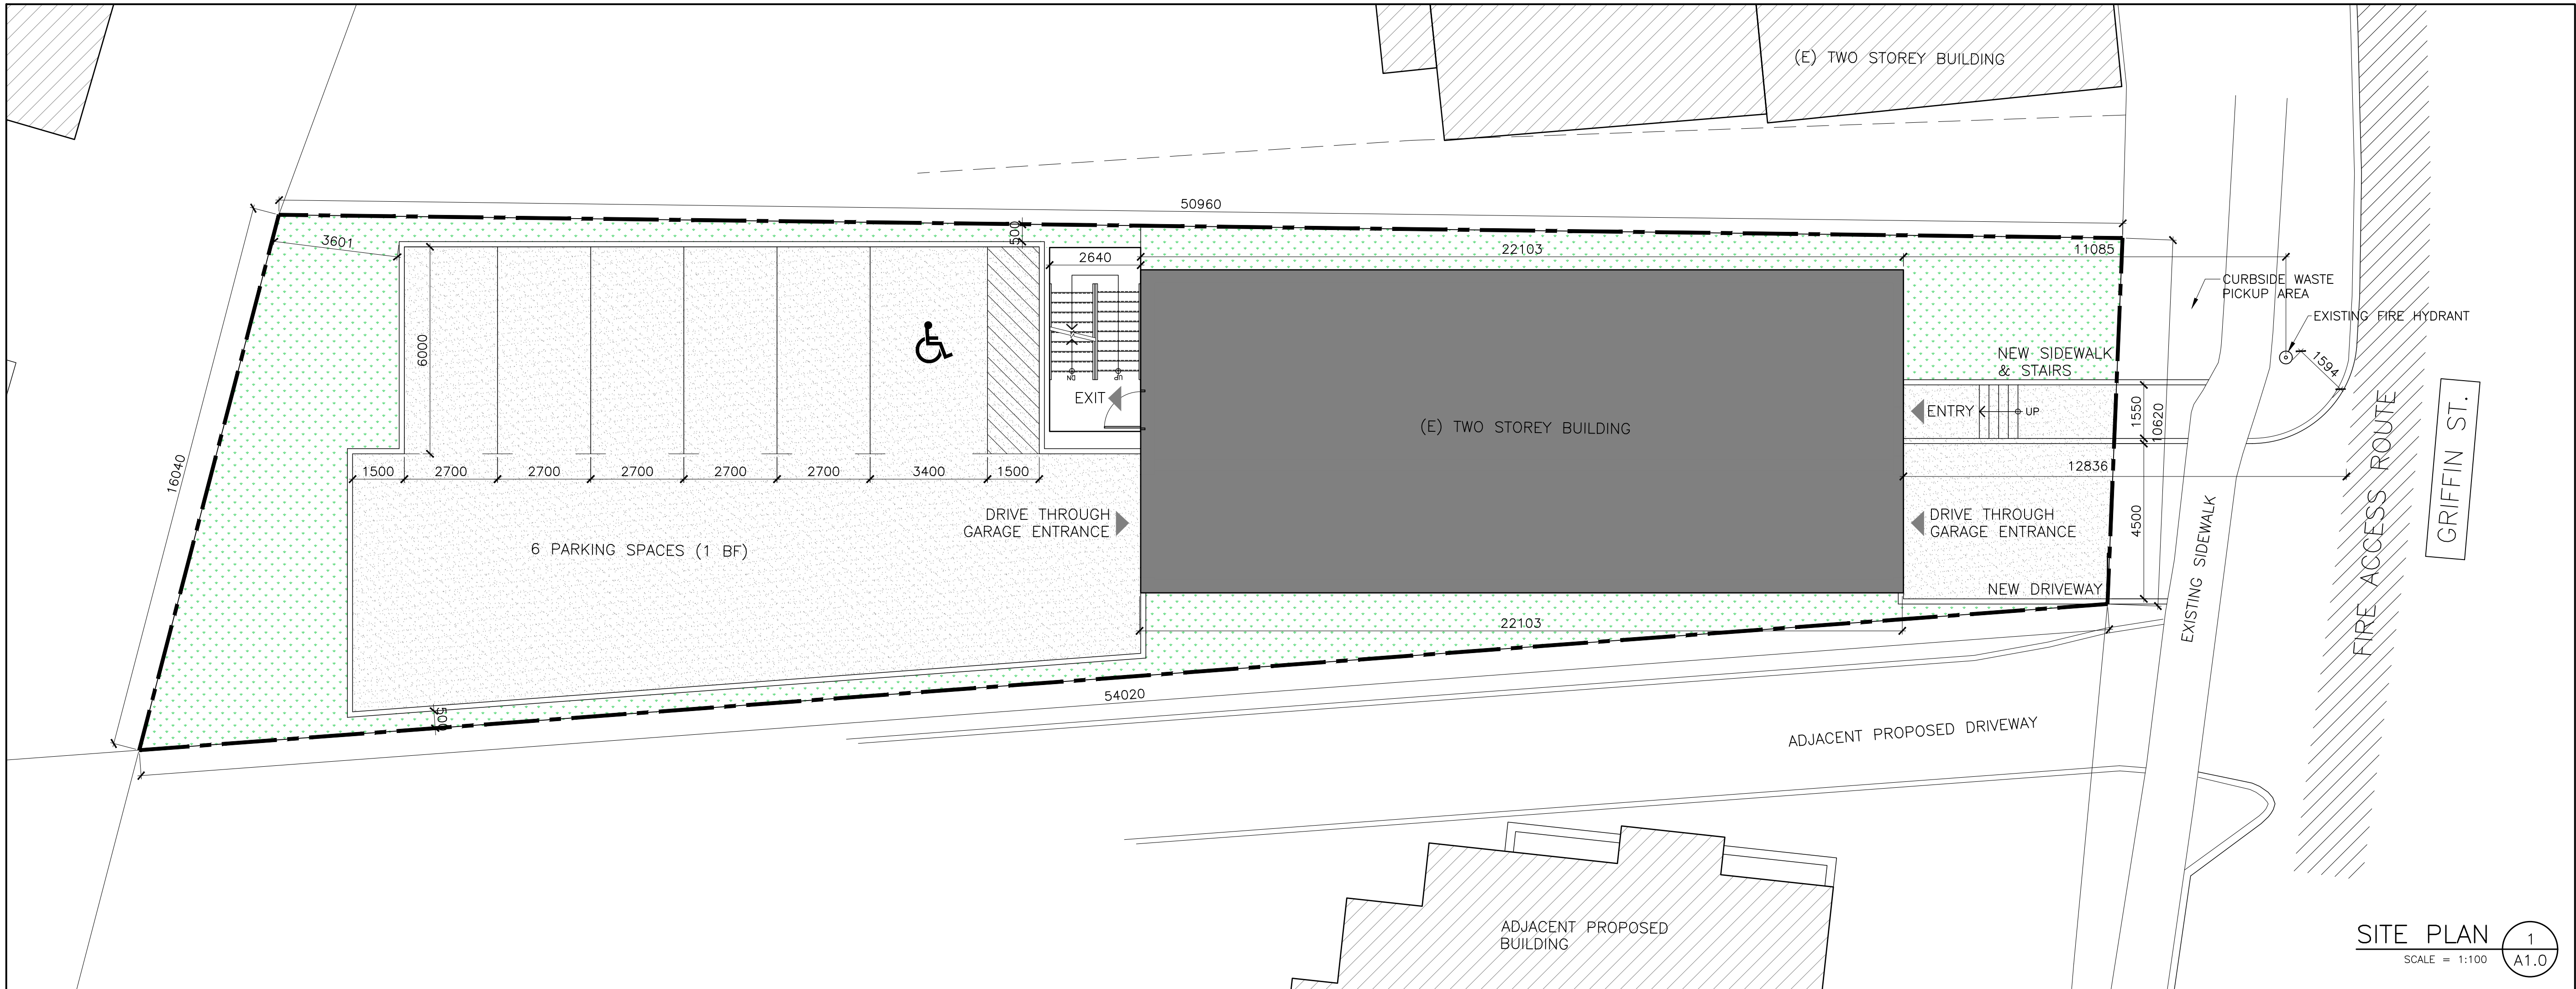 (E) TWO STOREY BUILDING
50960
3601
500
2640
22103
11085
CURBSIDE WASTE
PICKUP AREA
EXISTING FIRE HYDRANT
1594
6000
DN
UP
EXIT
NEW SIDEWALK
& STAIRS
ENTRY
UP
1550
10620
FIRE ACCESS ROUTE
GRIFFIN ST.
(E) TWO STOREY BUILDING
16040
1500
2700
2700
2700
2700
2700
3400
1500
12836
DRIVE THROUGH
GARAGE ENTRANCE
DRIVE THROUGH
GARAGE ENTRANCE
4500
EXISTING SIDEWALK
6 PARKING SPACES (1 BF)
NEW DRIVEWAY
22103
54020
500
ADJACENT PROPOSED DRIVEWAY
ADJACENT PROPOSED
BUILDING
SITE PLAN
SCALE = 1:100
1
A1.0